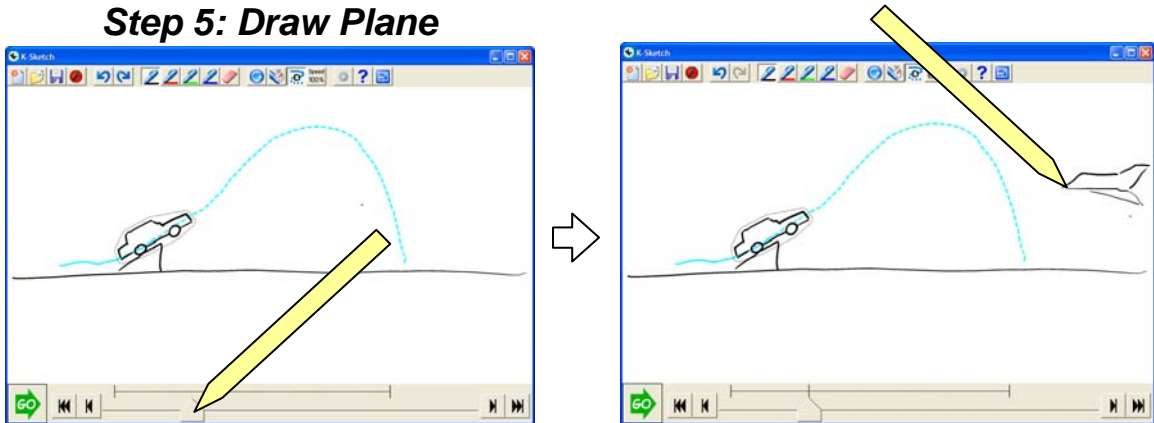 Step 5: Draw Plane
K-Sketch
K-Sketch
Speed
100%
?
?
GO
GO